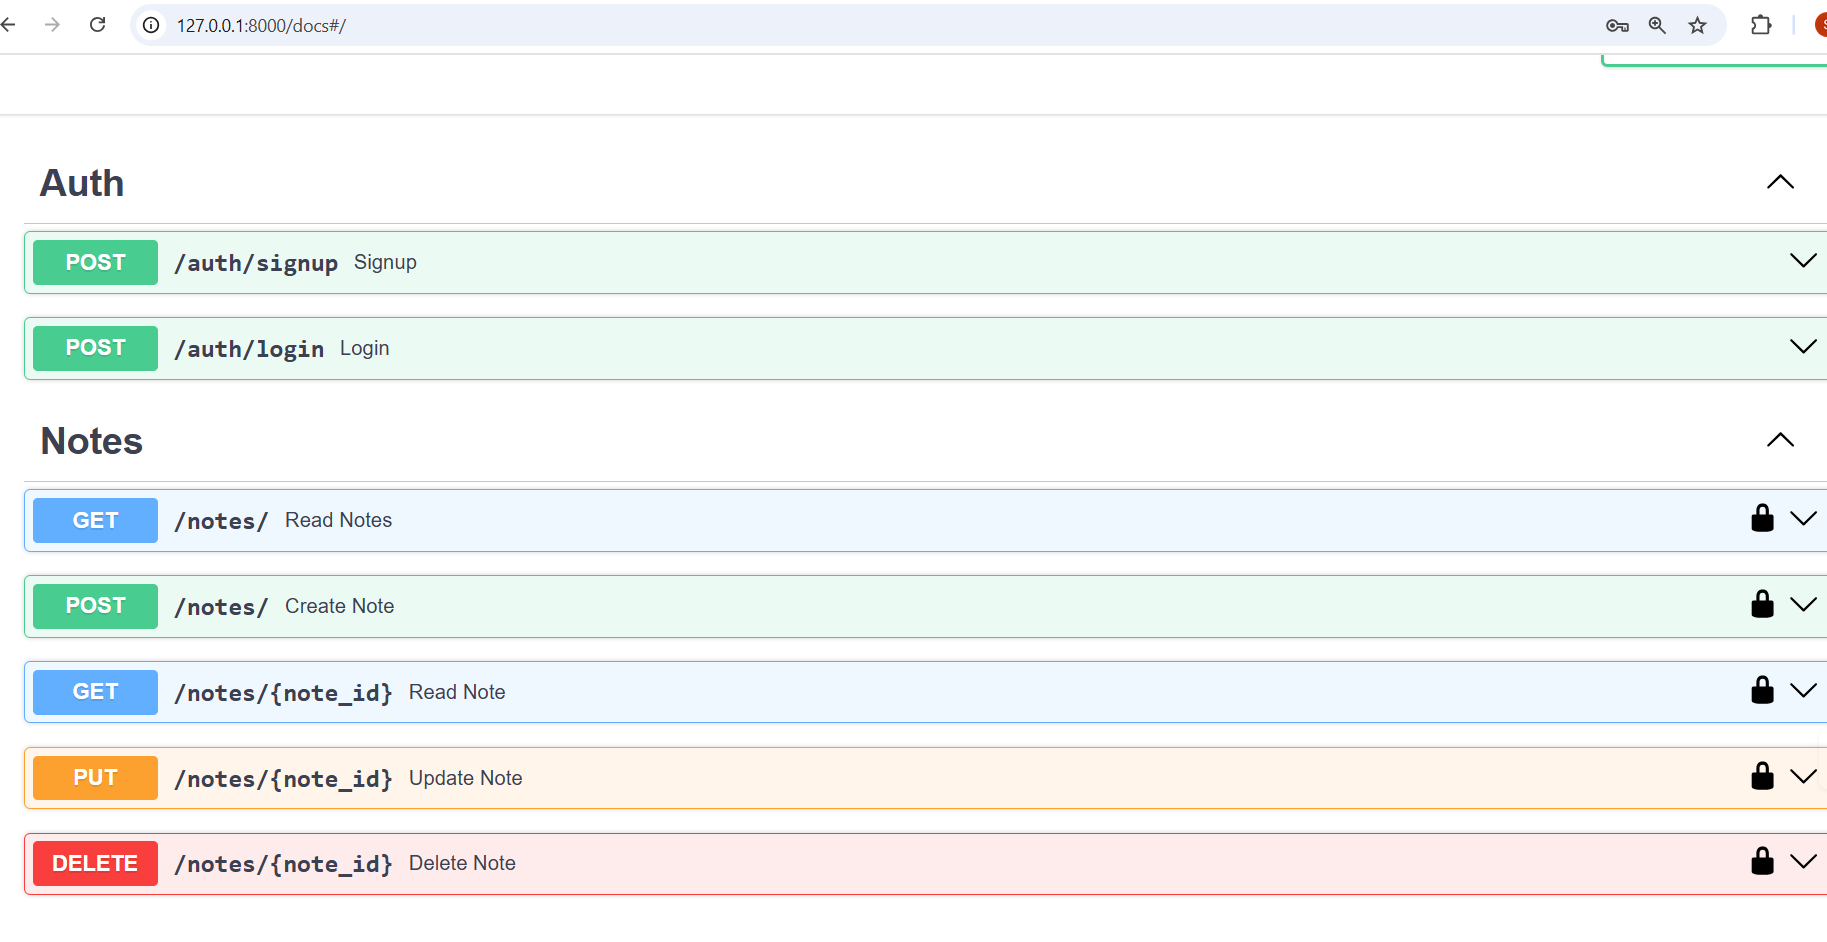 127.0.0.1:8000/docs#/
Auth
POST /auth/signup Signup
POST /auth/login Login
Notes
GET /notes/ Read Notes
POST /notes/ Create Note
GET /notes/{note_id} Read Note
PUT /notes/{note_id} Update Note
DELETE /notes/{note_id} Delete Note